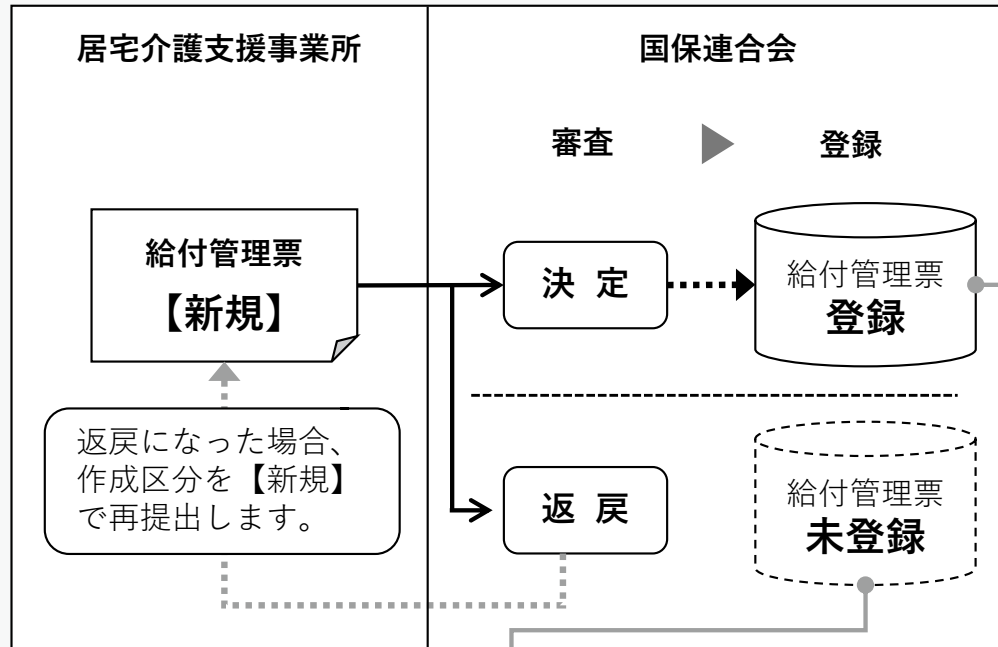 居宅介護支援事業所
国保連合会
審査
登録
給付管理票
【新規】
決 定
給付管理票
登録
返戻になった場合、
作成区分を【新規】
で再提出します。
返 戻
給付管理票
未登録